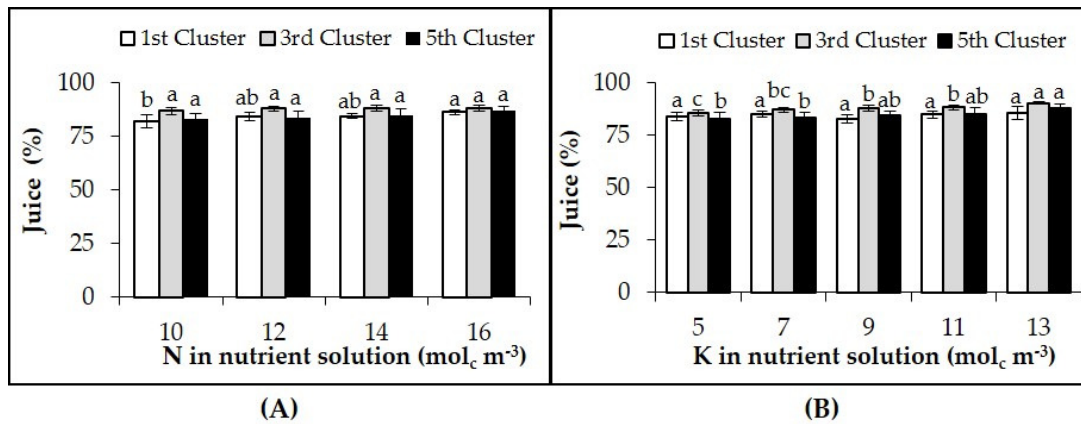 1st Cluster 3rd Cluster 5th Cluster
100
75
50
25
0
Juice (%)
b a a ab a a ab a a a a a
10 12 14 16
N in nutrient solution (molc m-3)
(A)
1st Cluster 3rd Cluster 5th Cluster
100
75
50
25
0
Juice (%)
a c b a bc b a b ab a b ab a a a
5 7 9 11 13
K in nutrient solution (molc m-3)
(B)